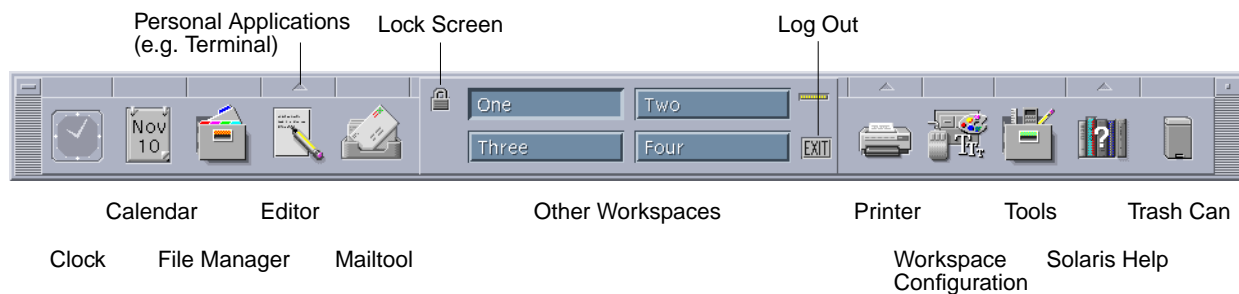 Personal Applications
(e.g. Terminal)
Lock Screen
Log Out
Nov
10
One
Two
Three
Four
EXIT
?
Calendar
Editor
Other Workspaces
Printer
Tools
Trash Can
Clock
File Manager
Mailtool
Workspace
Configuration
Solaris Help